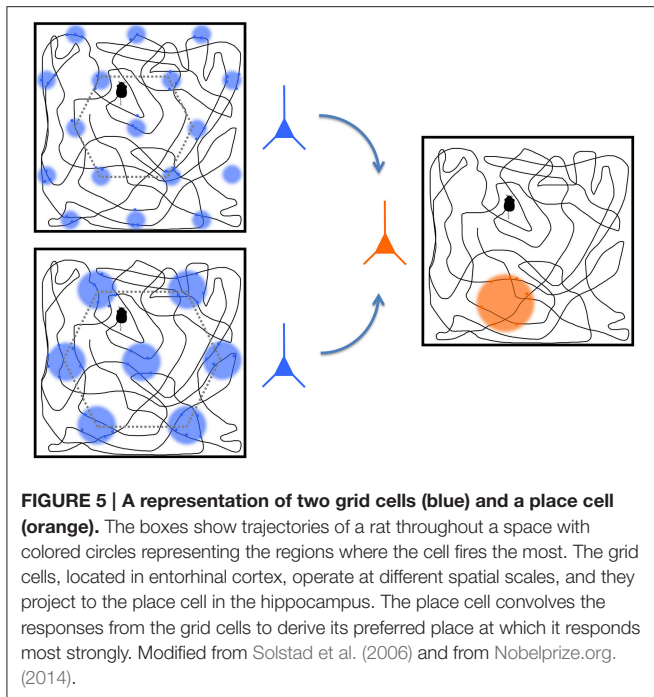 FIGURE 5 | A representation of two grid cells (blue) and a place cell
(orange). The boxes show trajectories of a rat throughout a space with
colored circles representing the regions where the cell fires the most. The grid
cells, located in entorhinal cortex, operate at different spatial scales, and they
project to the place cell in the hippocampus. The place cell convolves the
responses from the grid cells to derive its preferred place at which it responds
most strongly. Modified from Solstad et al. (2006) and from Nobelprize.org.
(2014).